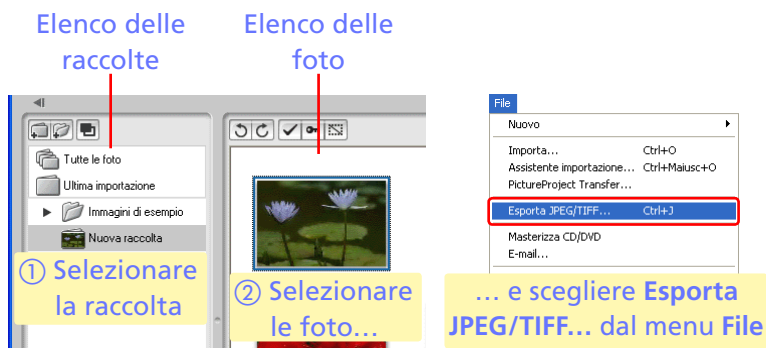 Elenco delle
raccolte
Elenco delle
foto
Tutte le foto
Ultima importazione
Immagini di esempio
Nuova raccolta
① Selezionare
la raccolta
② Selezionare
le foto…
File
Nuovo
Importa... Ctrl+O
Assistente importazione... Ctrl+Maiusc+O
PictureProject Transfer...
Esporta JPEG/TIFF... Ctrl+J
Masterizza CD/DVD
E-mail...
… e scegliere Esporta
JPEG/TIFF… dal menu File